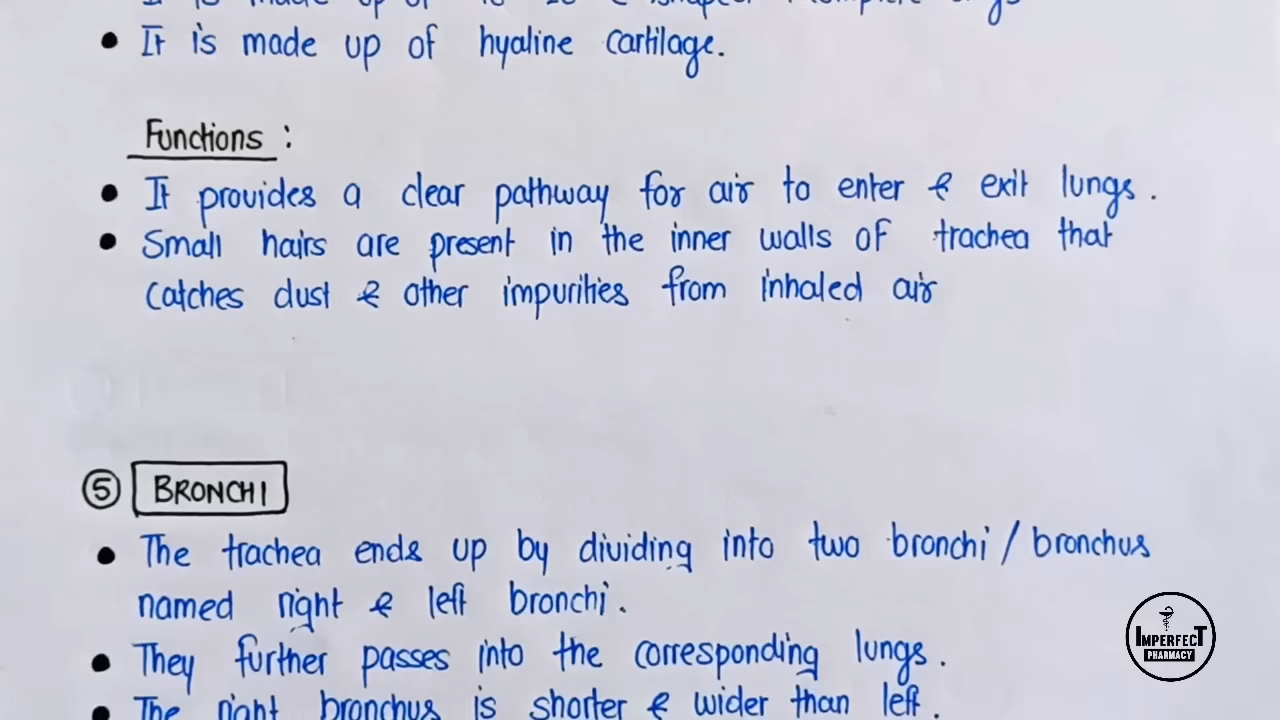 • It is made up of hyaline cartilage.
Functions :
• It provides a clear pathway for air to enter & exit lungs.
• Small hairs are present in the inner walls of trachea that
catches dust & other impurities from inhaled air
⑤ BRONCHI
• The trachea ends up by dividing into two bronchi / bronchus
named right & left bronchi.
• They further passes into the corresponding lungs.
• The right bronchus is shorter & wider than left.
IMPERFECT
PHARMACY